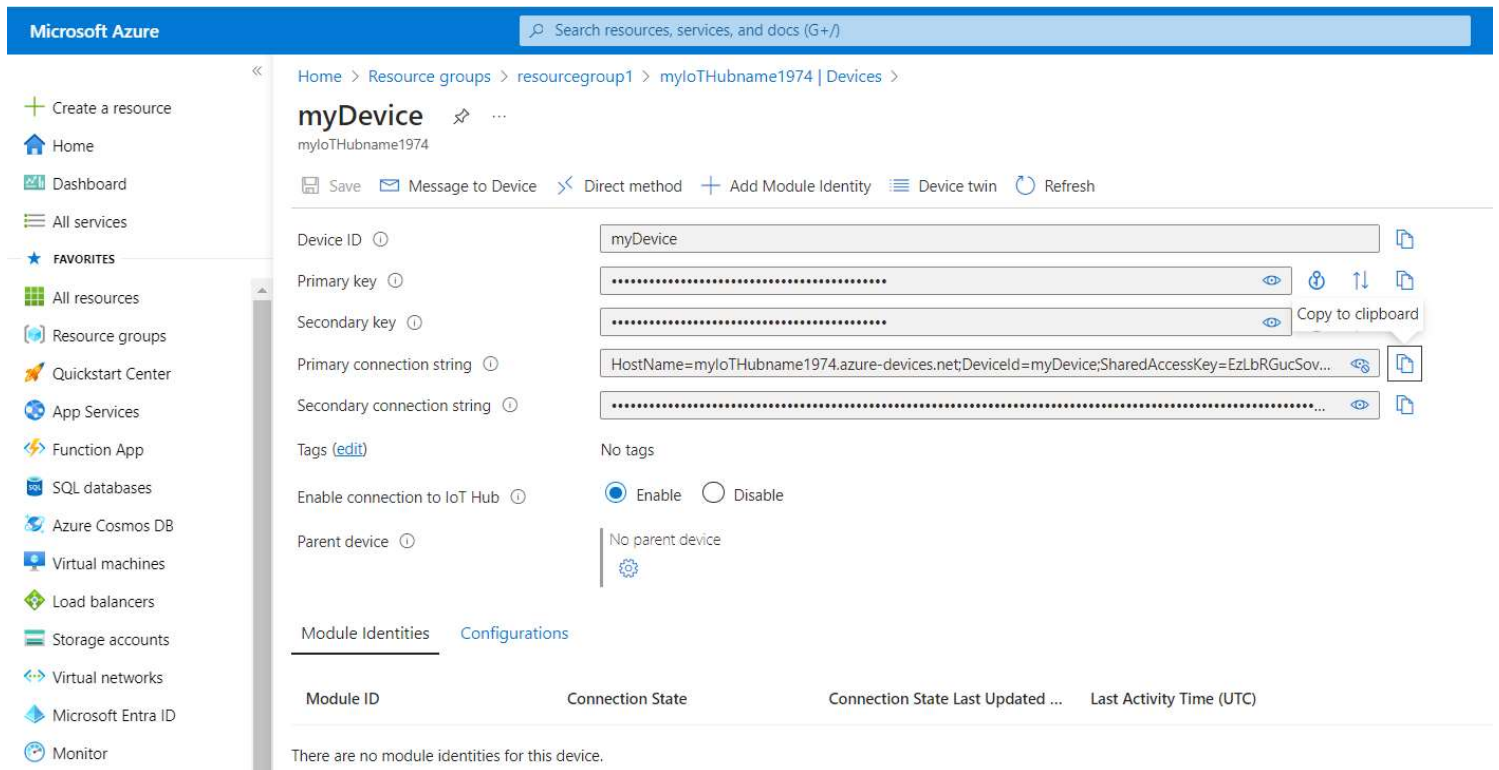 Microsoft Azure
Search resources, services, and docs (G+/)
Create a resource
Home
Dashboard
All services
FAVORITES
All resources
Resource groups
Quickstart Center
App Services
Function App
SQL databases
Azure Cosmos DB
Virtual machines
Load balancers
Storage accounts
Virtual networks
Microsoft Entra ID
Monitor
Home > Resource groups > resourcegroup1 > myIoTHubname1974 | Devices >
myDevice
myIoTHubname1974
Save Message to Device Direct method Add Module Identity Device twin Refresh
Device ID myDevice
Primary key
Copy to clipboard
Secondary key
Primary connection string HostName=myIoTHubname1974.azure-devices.net;DeviceId=myDevice;SharedAccessKey=EzLbRGucSov...
Secondary connection string
Tags (edit) No tags
Enable connection to IoT Hub Enable Disable
Parent device No parent device
Module Identities Configurations
Module ID Connection State Connection State Last Updated ... Last Activity Time (UTC)
There are no module identities for this device.